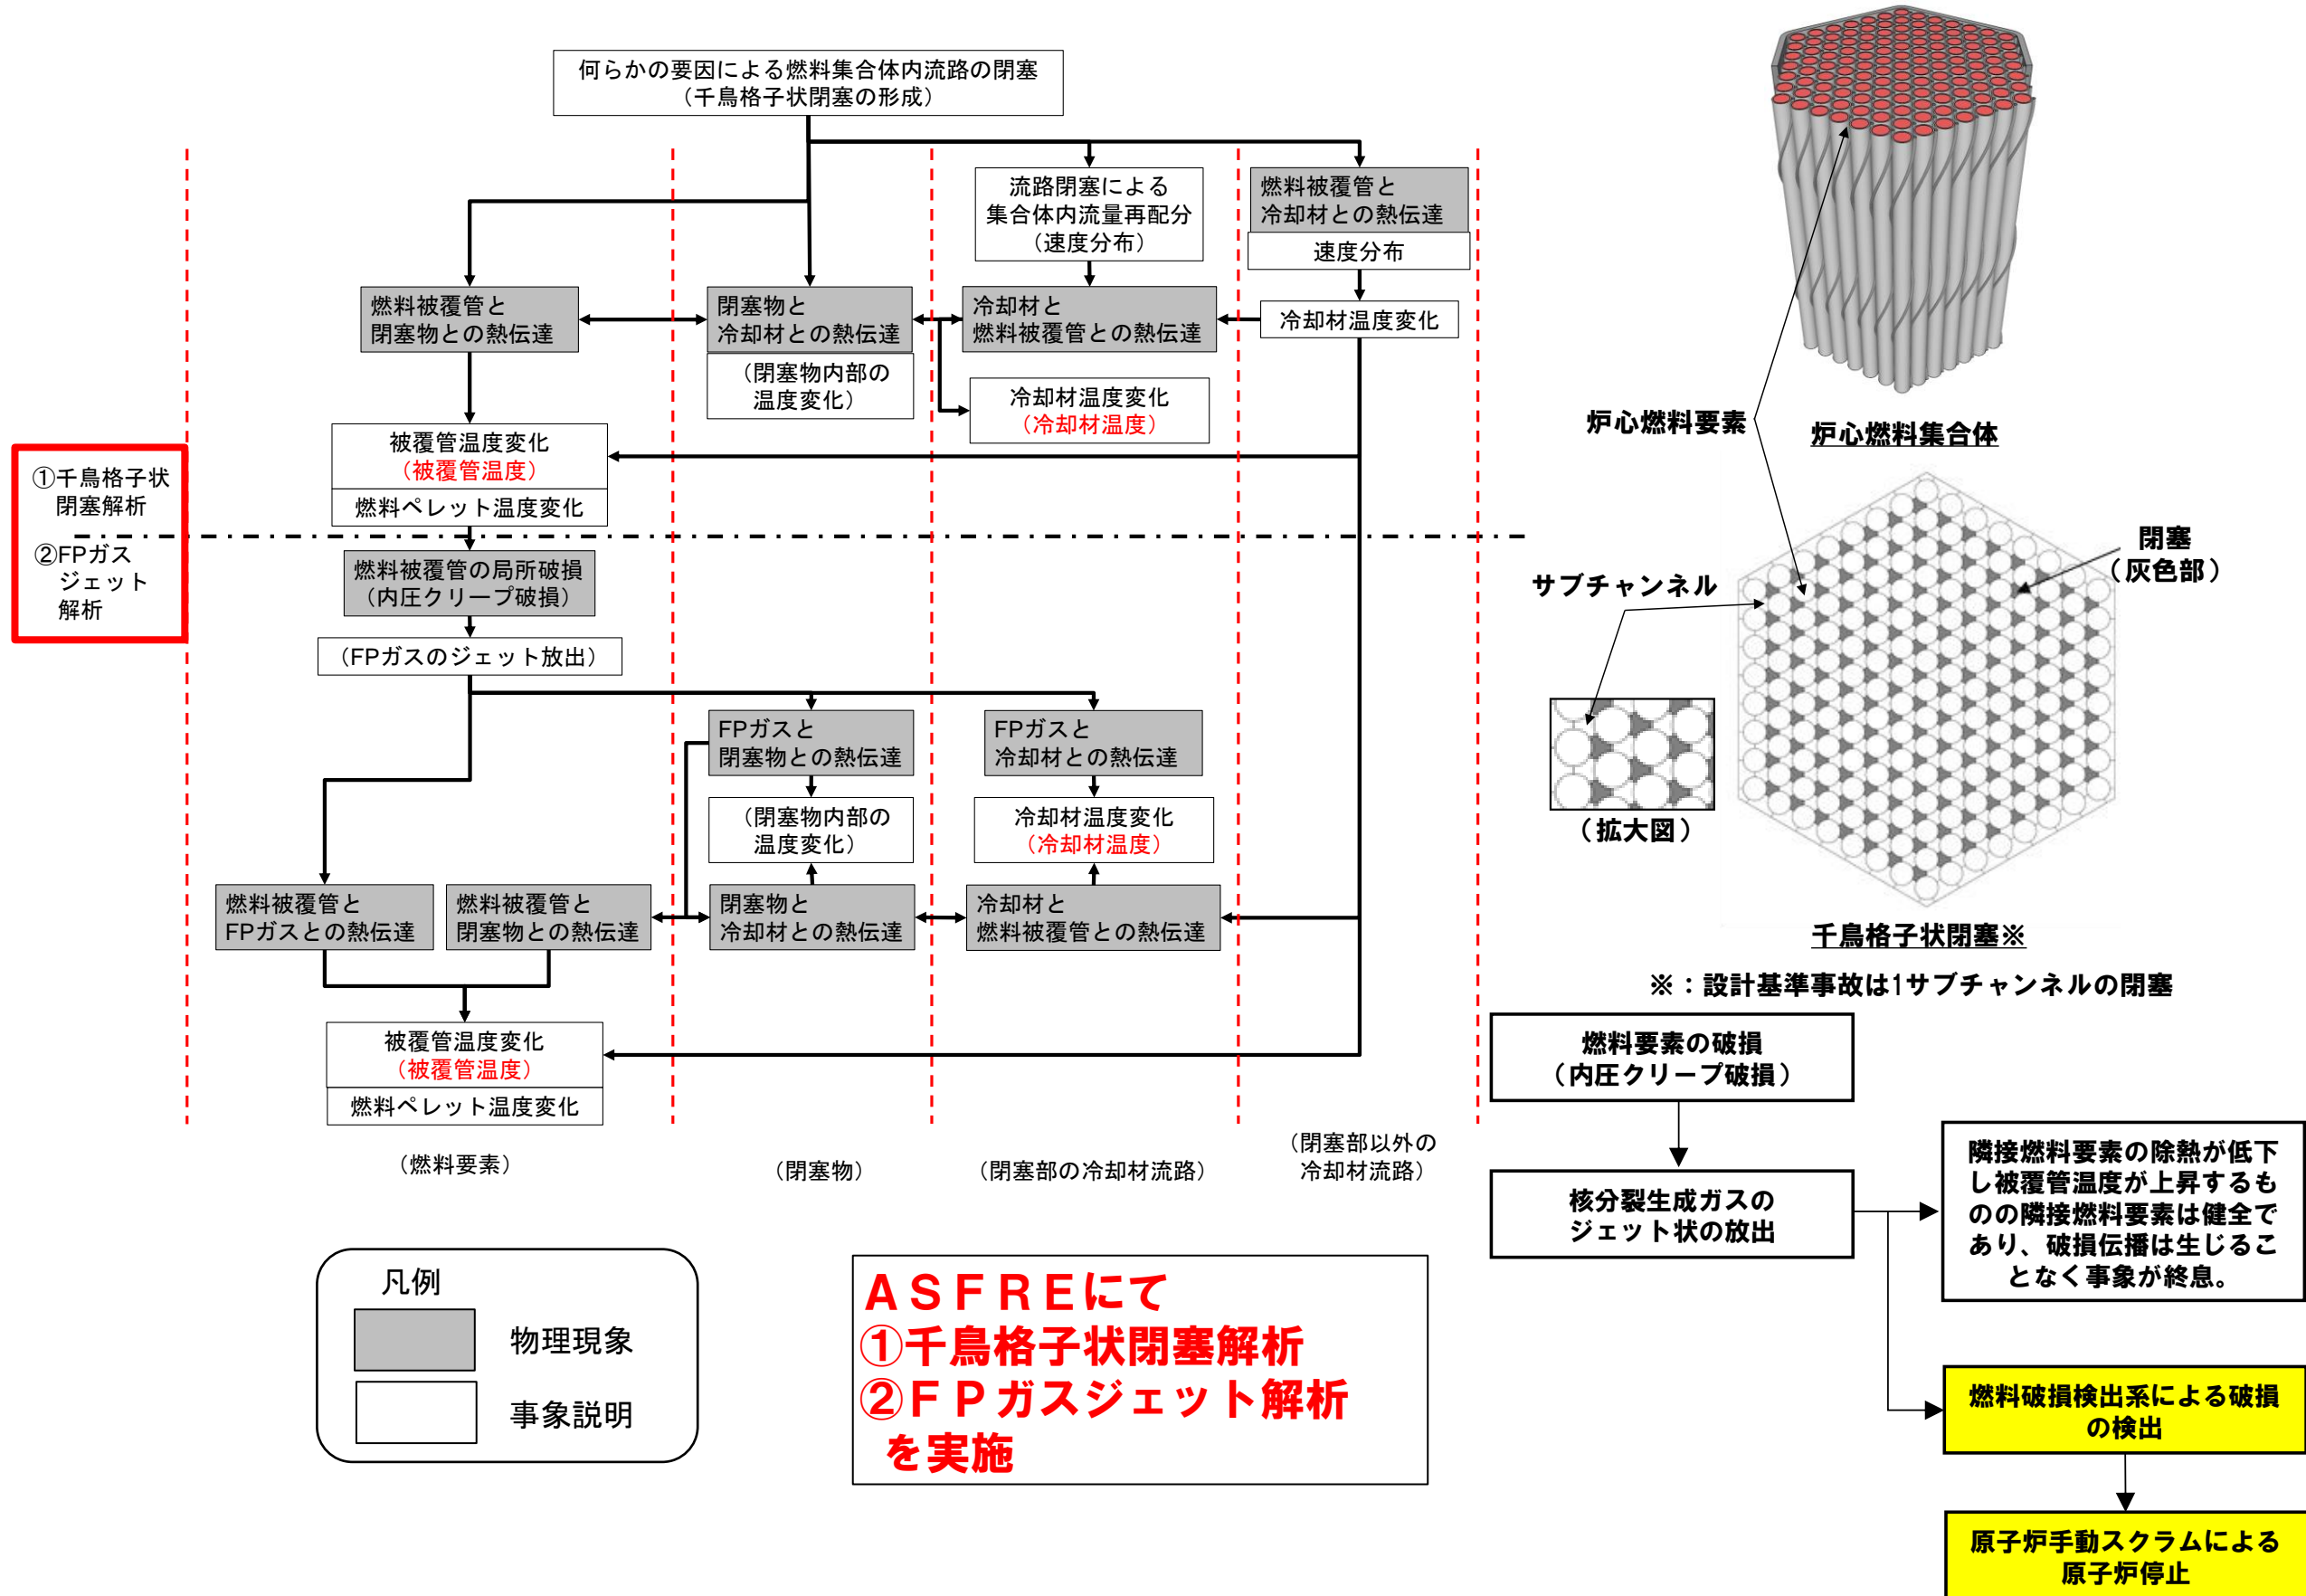 何らかの要因による燃料集合体内流路の閉塞
（千鳥格子状閉塞の形成）
流路閉塞による
集合体内流量再配分
（速度分布）
燃料被覆管と
冷却材との熱伝達
速度分布
燃料被覆管と
閉塞物との熱伝達
閉塞物と
冷却材との熱伝達
（閉塞物内部の
温度変化）
冷却材と
燃料被覆管との熱伝達
冷却材温度変化
冷却材温度変化
（冷却材温度）
被覆管温度変化
（被覆管温度）
燃料ペレット温度変化
①千鳥格子状
閉塞解析
②FPガス
ジェット
解析
燃料被覆管の局所破損
（内圧クリープ破損）
（FPガスのジェット放出）
FPガスと
閉塞物との熱伝達
FPガスと
冷却材との熱伝達
（閉塞物内部の
温度変化）
冷却材温度変化
（冷却材温度）
燃料被覆管と
FPガスとの熱伝達
燃料被覆管と
閉塞物との熱伝達
閉塞物と
冷却材との熱伝達
冷却材と
燃料被覆管との熱伝達
被覆管温度変化
（被覆管温度）
燃料ペレット温度変化
（燃料要素）
（閉塞物）
（閉塞部の冷却材流路）
（閉塞部以外の
冷却材流路）
凡例
物理現象
事象説明
ＡＳＦＲＥにて
①千鳥格子状閉塞解析
②ＦＰガスジェット解析
を実施
炉心燃料要素
炉心燃料集合体
閉塞
（灰色部）
サブチャンネル
（拡大図）
千鳥格子状閉塞※
※：設計基準事故は1サブチャンネルの閉塞
燃料要素の破損
（内圧クリープ破損）
核分裂生成ガスの
ジェット状の放出
隣接燃料要素の除熱が低下
し被覆管温度が上昇するも
のの隣接燃料要素は健全で
あり、破損伝播は生じるこ
となく事象が終息。
燃料破損検出系による破損
の検出
原子炉手動スクラムによる
原子炉停止